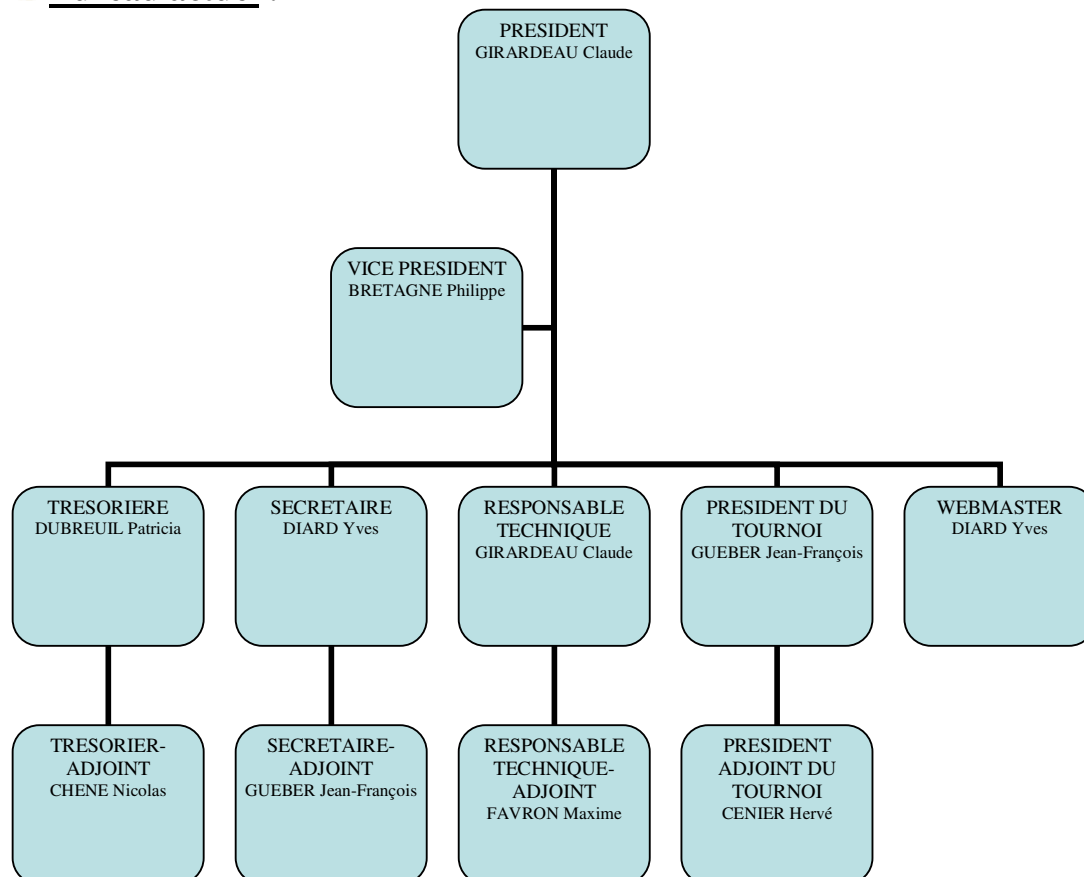 PRESIDENT
GIRARDEAU Claude
VICE PRESIDENT
BRETAGNE Philippe
TRESORIERE
DUBREUIL Patricia
SECRETAIRE
DIARD Yves
RESPONSABLE
TECHNIQUE
GIRARDEAU Claude
PRESIDENT DU
TOURNOI
GUEBER Jean-François
WEBMASTER
DIARD Yves
TRESORIER-
ADJOINT
CHENE Nicolas
SECRETAIRE-
ADJOINT
GUEBER Jean-François
RESPONSABLE
TECHNIQUE-
ADJOINT
FAVRON Maxime
PRESIDENT
ADJOINT DU
TOURNOI
CENIER Hervé